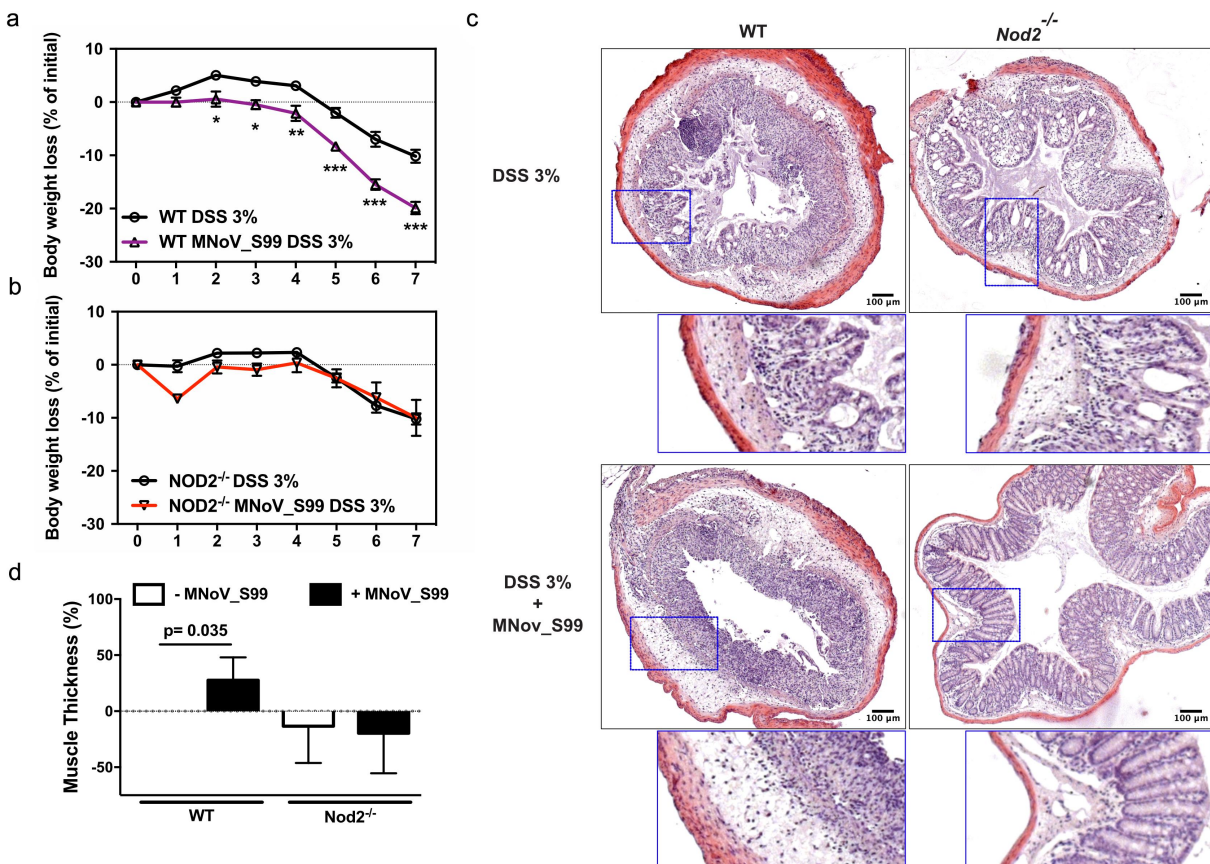 a
Body weight loss (% of initial)
10
0
-10
-20
-30
* * ** *** *** ***
WT DSS 3%
WT MNoV_S99 DSS 3%
0 1 2 3 4 5 6 7
b
Body weight loss (% of initial)
10
0
-10
-20
-30
NOD2-/- DSS 3%
NOD2-/- MNoV_S99 DSS 3%
0 1 2 3 4 5 6 7
d
Muscle Thickness (%)
100
50
0
-50
- MNoV_S99 + MNoV_S99
p= 0.035
WT Nod2-/-
c
WT Nod2-/-
DSS 3%
100 µm 100 µm
DSS 3%
+
MNov_S99
100 µm 100 µm